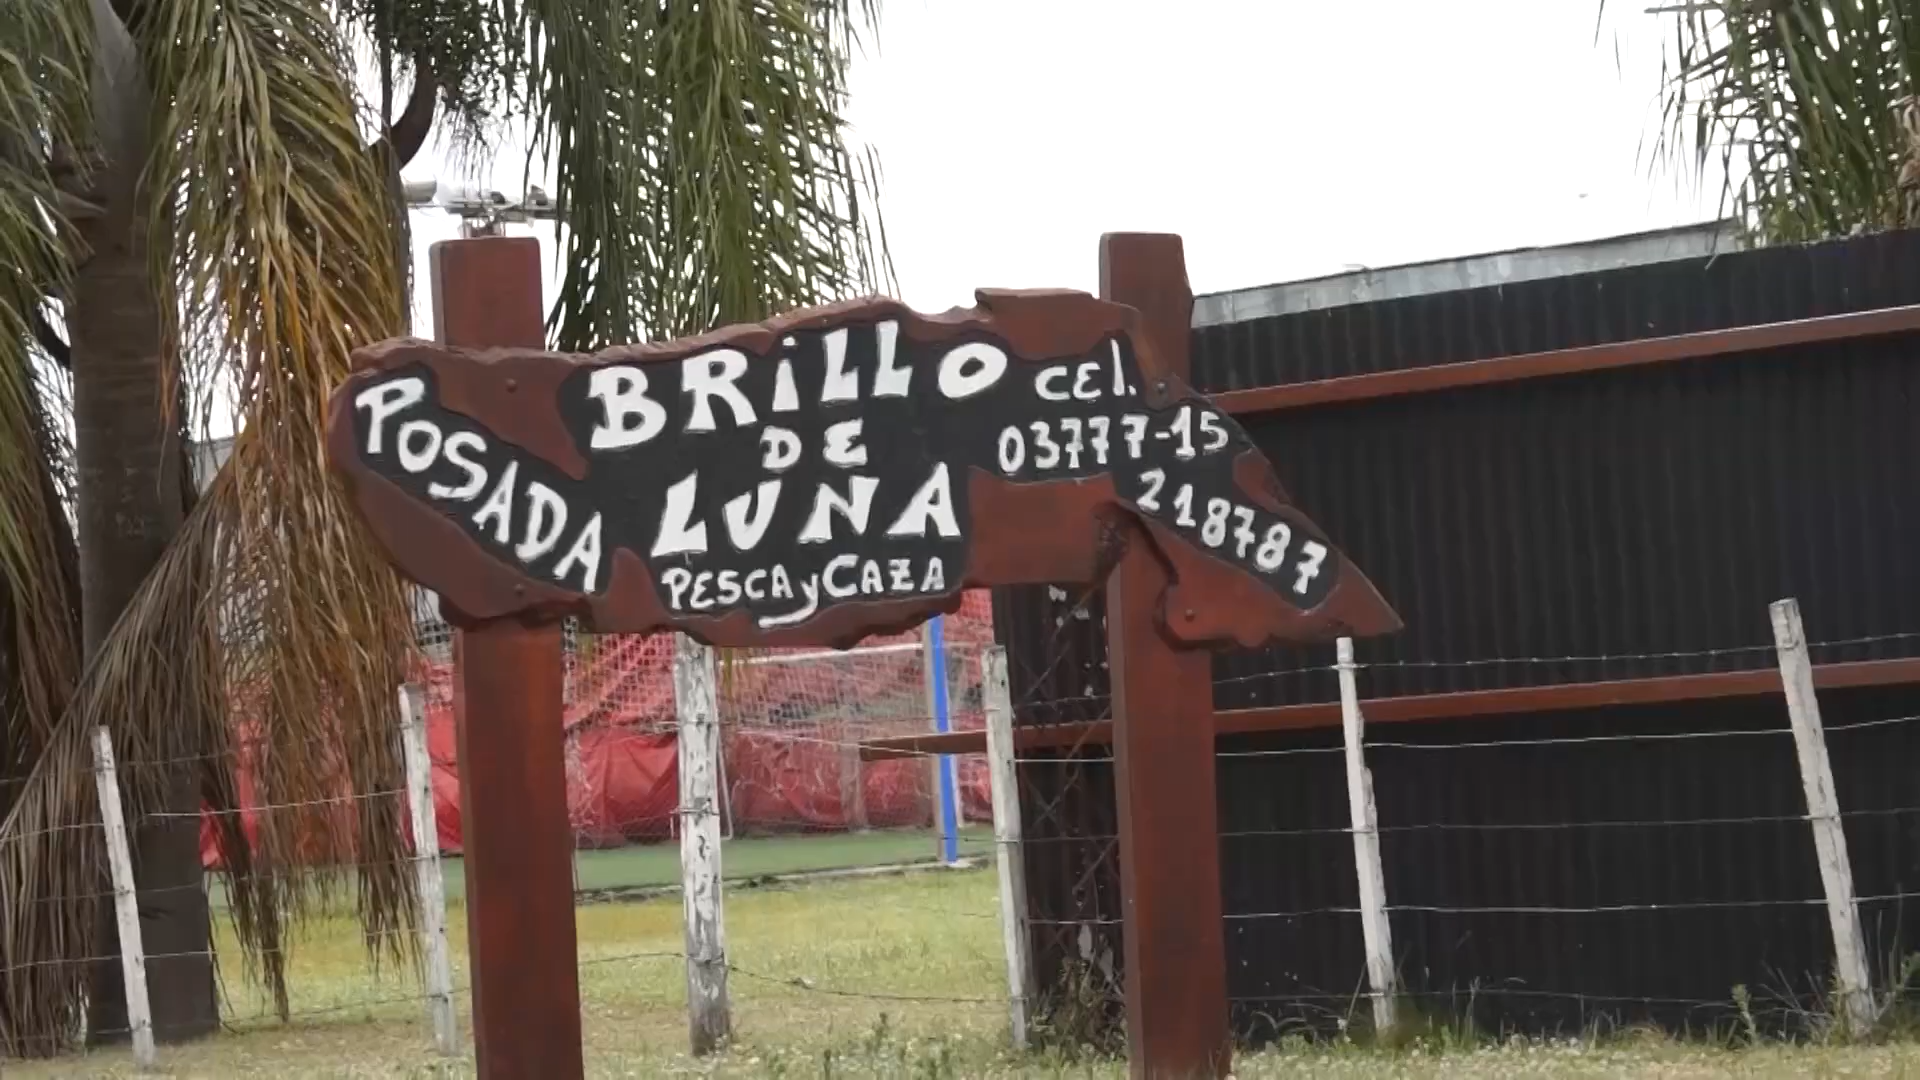 POSADA
BRiLLO
DE
LUNA
PESCA y CAZA
CEl.
03777-15
218787